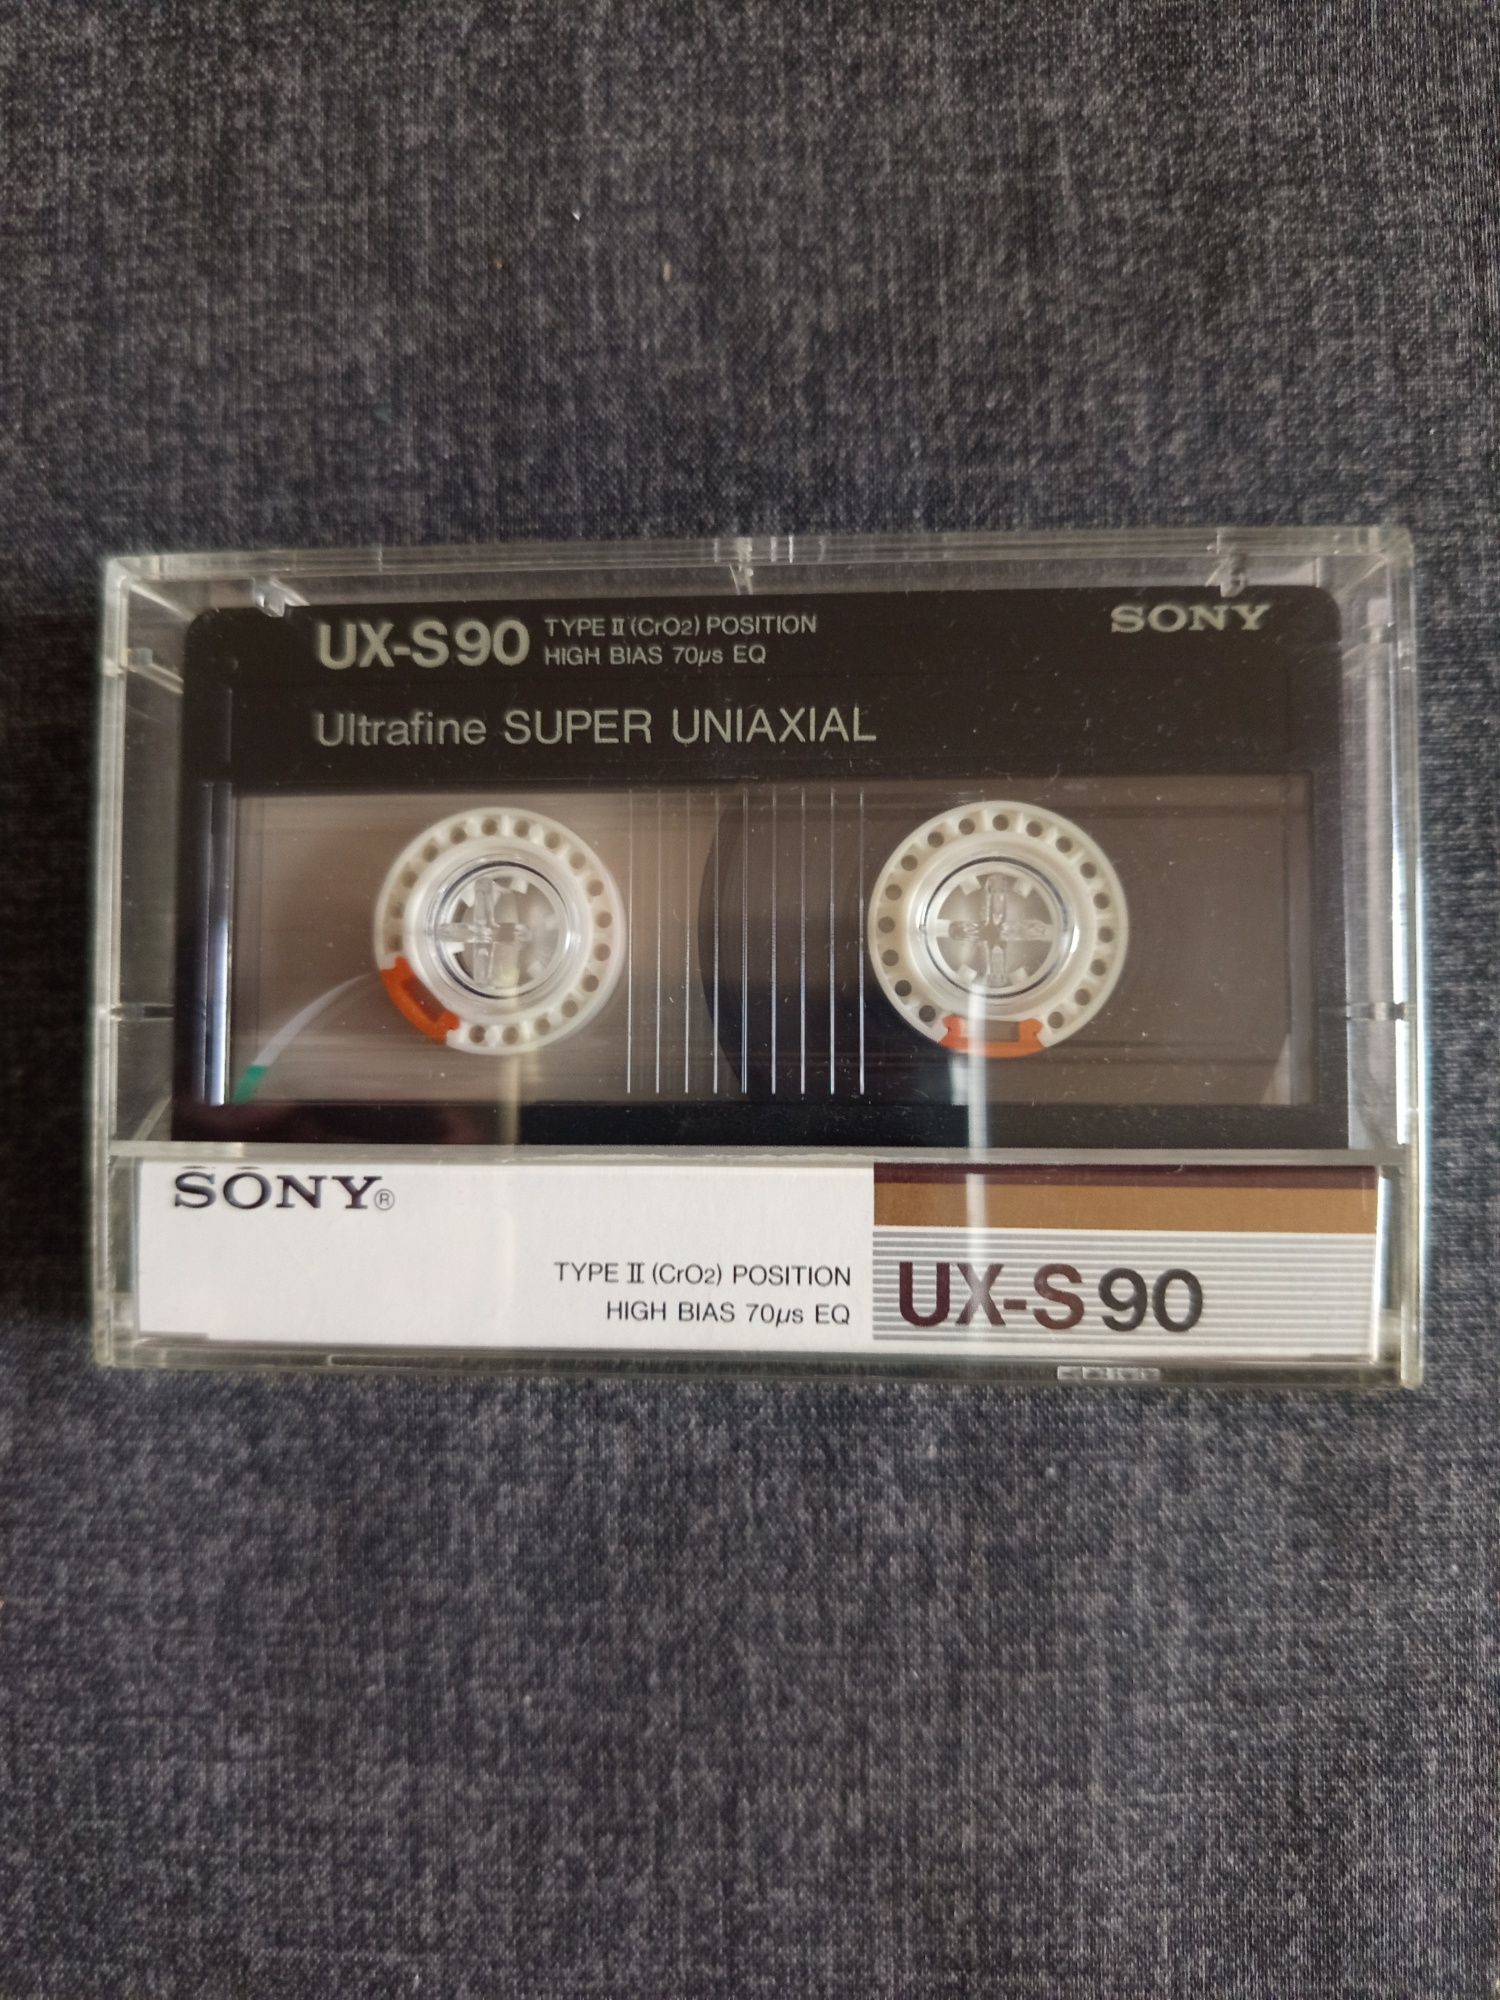 UX-S90 TYPE II (CrO2) POSITION SONY
HIGH BIAS 70μs EQ
Ultrafine SUPER UNIAXIAL
SONY®
TYPE II (CrO2) POSITION
HIGH BIAS 70μs EQ
UX-S 90